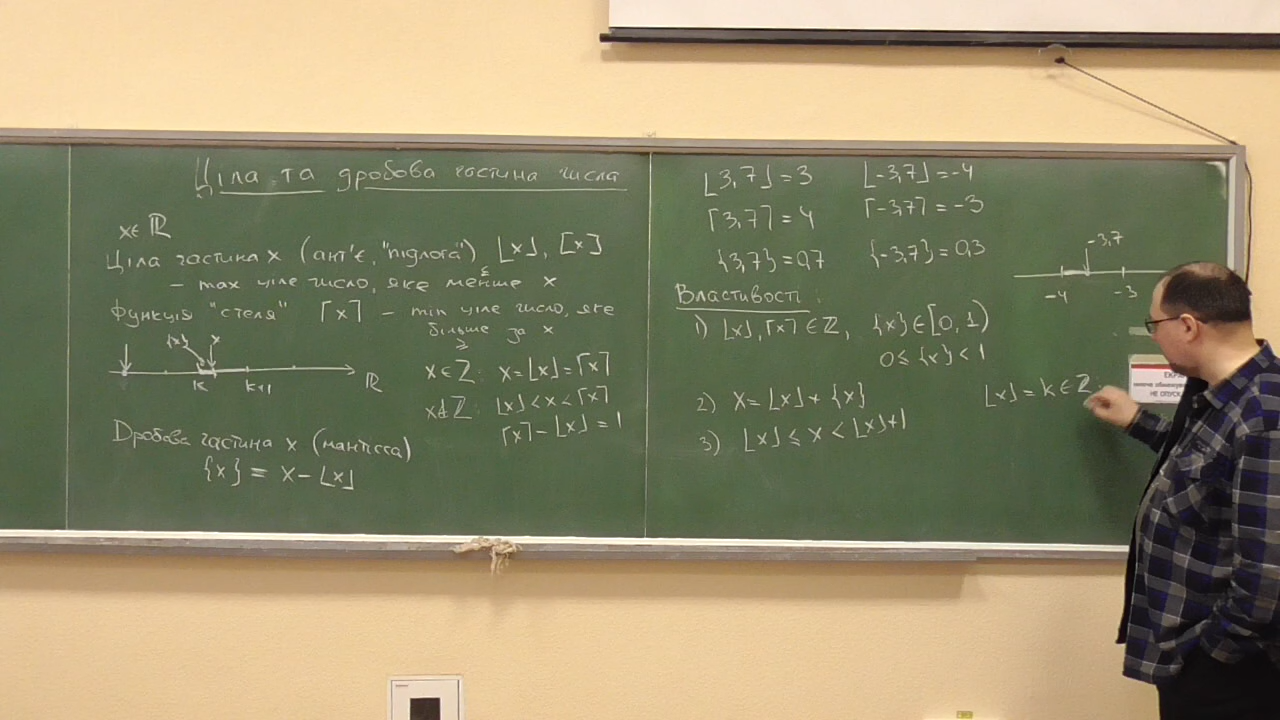 Ціла та дробова частина числа
x∈ℝ
Ціла частина x (ант'є, "підлога") ⌊x⌋, [x]
– max ціле число, яке менше ≤ x
Функція "стеля" ⌈x⌉ – min ціле число, яке
більше за x
≥
{x} x
k k+1 ℝ
x∈ℤ: x=⌊x⌋=⌈x⌉
x∉ℤ: ⌊x⌋<x<⌈x⌉
⌈x⌉-⌊x⌋=1
Дробова частина x (мантісса)
{x} = x-⌊x⌋
⌊3,7⌋=3 ⌊-3,7⌋=-4
⌈3,7⌉=4 ⌈-3,7⌉=-3
{3,7}=0,7 {-3,7}=0,3
-3,7
-4 -3
Властивості:
1) ⌊x⌋,⌈x⌉∈ℤ, {x}∈[0,1)
0≤{x}<1
2) x=⌊x⌋+{x}
3) ⌊x⌋≤x<⌊x⌋+1
⌊x⌋=k∈ℤ:
НЕ ОПУС